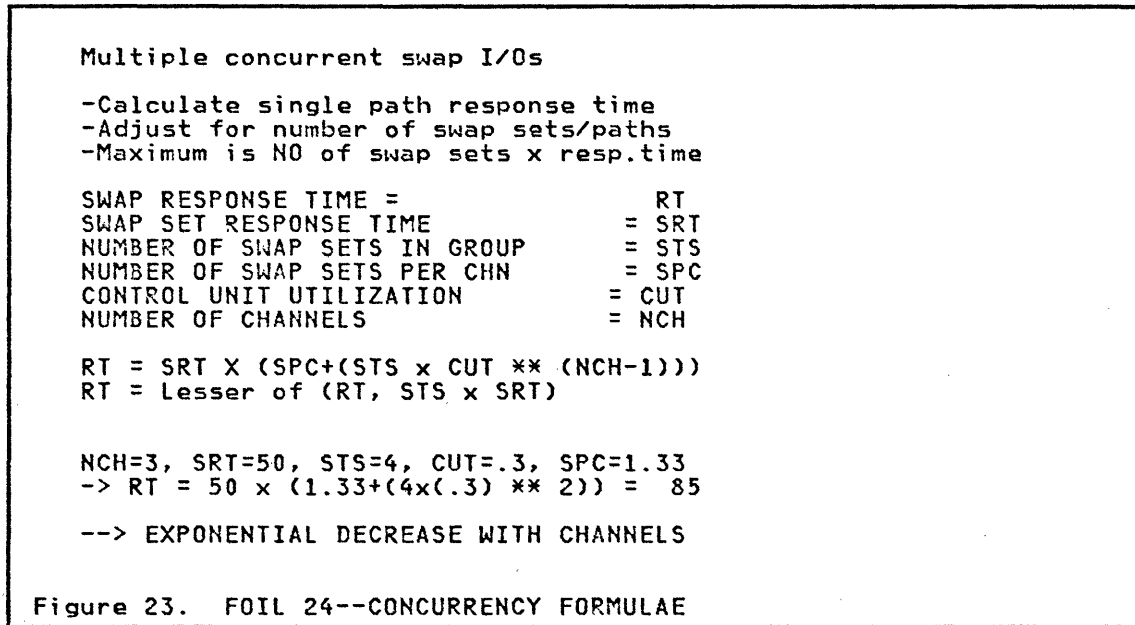 Multiple concurrent swap I/Os
-Calculate single path response time
-Adjust for number of swap sets/paths
-Maximum is NO of swap sets x resp.time
SWAP RESPONSE TIME = RT
SWAP SET RESPONSE TIME = SRT
NUMBER OF SWAP SETS IN GROUP = STS
NUMBER OF SWAP SETS PER CHN = SPC
CONTROL UNIT UTILIZATION = CUT
NUMBER OF CHANNELS = NCH
RT = SRT X (SPC+(STS x CUT ** (NCH-1)))
RT = Lesser of (RT, STS x SRT)
NCH=3, SRT=50, STS=4, CUT=.3, SPC=1.33
-> RT = 50 x (1.33+(4x(.3) ** 2)) = 85
--> EXPONENTIAL DECREASE WITH CHANNELS
Figure 23. FOIL 24--CONCURRENCY FORMULAE